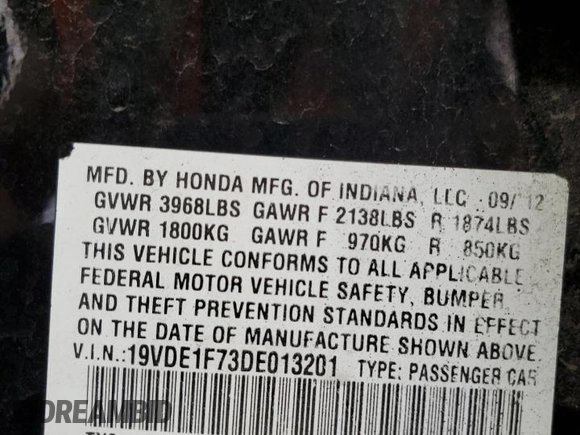 MFD. BY HONDA MFG. OF INDIANA, LLC 09/12
GVWR 3968LBS GAWR F 2138LBS R 1874LBS
GVWR 1800KG GAWR F 970KG R 850KG
THIS VEHICLE CONFORMS TO ALL APPLICABLE
FEDERAL MOTOR VEHICLE SAFETY, BUMPER,
AND THEFT PREVENTION STANDARDS IN EFFECT
ON THE DATE OF MANUFACTURE SHOWN ABOVE.
V.I.N.:19VDE1F73DE013201 TYPE: PASSENGER CAR
DREAMBID